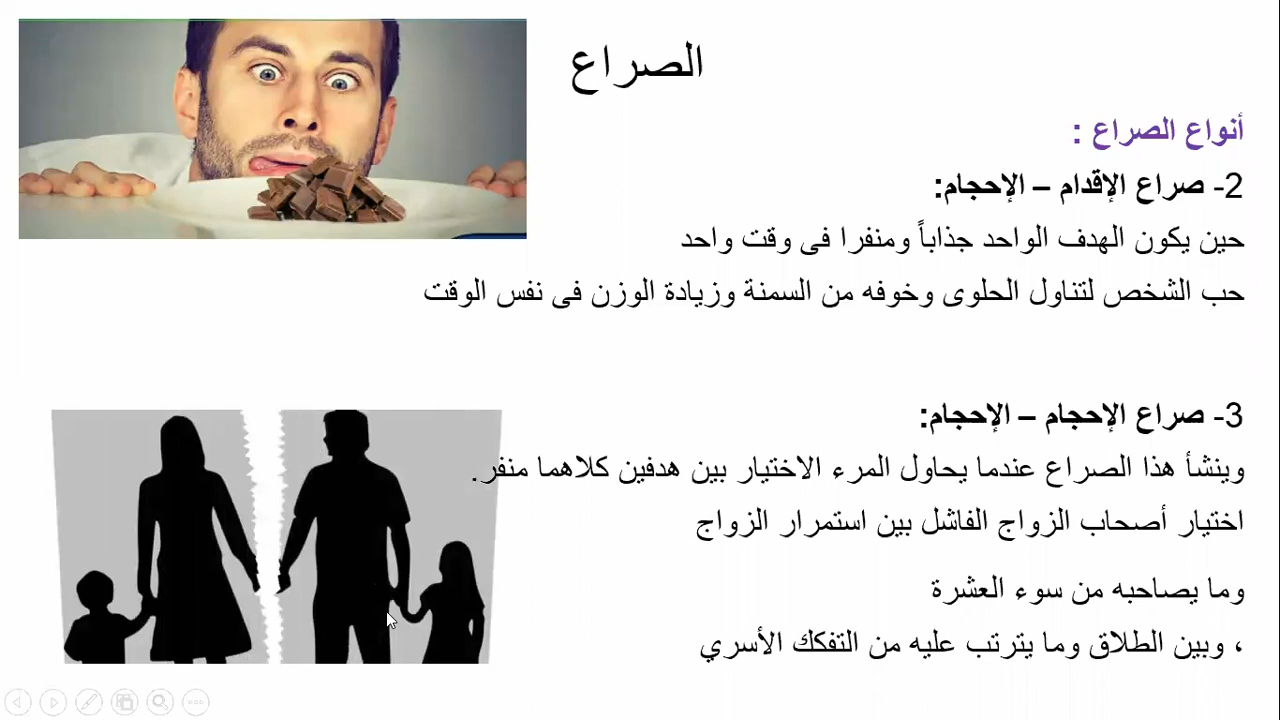 الصراع
أنواع الصراع :
2- صراع الإقدام – الإحجام:
حين يكون الهدف الواحد جذاباً ومنفرا فى وقت واحد
حب الشخص لتناول الحلوى وخوفه من السمنة وزيادة الوزن فى نفس الوقت
3- صراع الإحجام – الإحجام:
وينشأ هذا الصراع عندما يحاول المرء الاختيار بين هدفين كلاهما منفر.
اختيار أصحاب الزواج الفاشل بين استمرار الزواج
وما يصاحبه من سوء العشرة
، وبين الطلاق وما يترتب عليه من التفكك الأسري